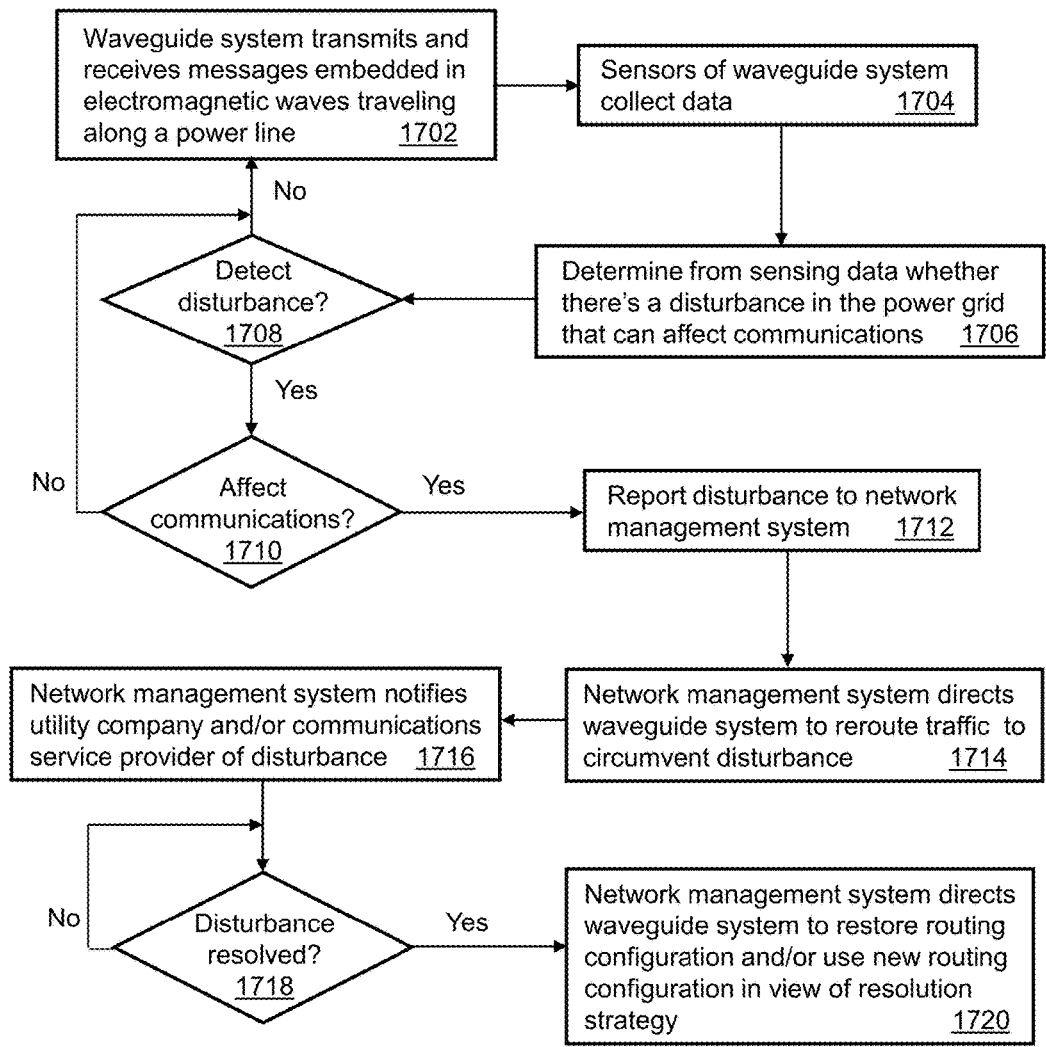 Waveguide system transmits and
receives messages embedded in
electromagnetic waves traveling
along a power line 1702
Sensors of waveguide system
collect data 1704
No
Detect
disturbance?
1708
Determine from sensing data whether
there's a disturbance in the power grid
that can affect communications 1706
Yes
No
Affect
communications?
1710
Yes
Report disturbance to network
management system 1712
Network management system directs
waveguide system to reroute traffic to
circumvent disturbance 1714
Network management system notifies
utility company and/or communications
service provider of disturbance 1716
No
Disturbance
resolved?
1718
Yes
Network management system directs
waveguide system to restore routing
configuration and/or use new routing
configuration in view of resolution
strategy 1720